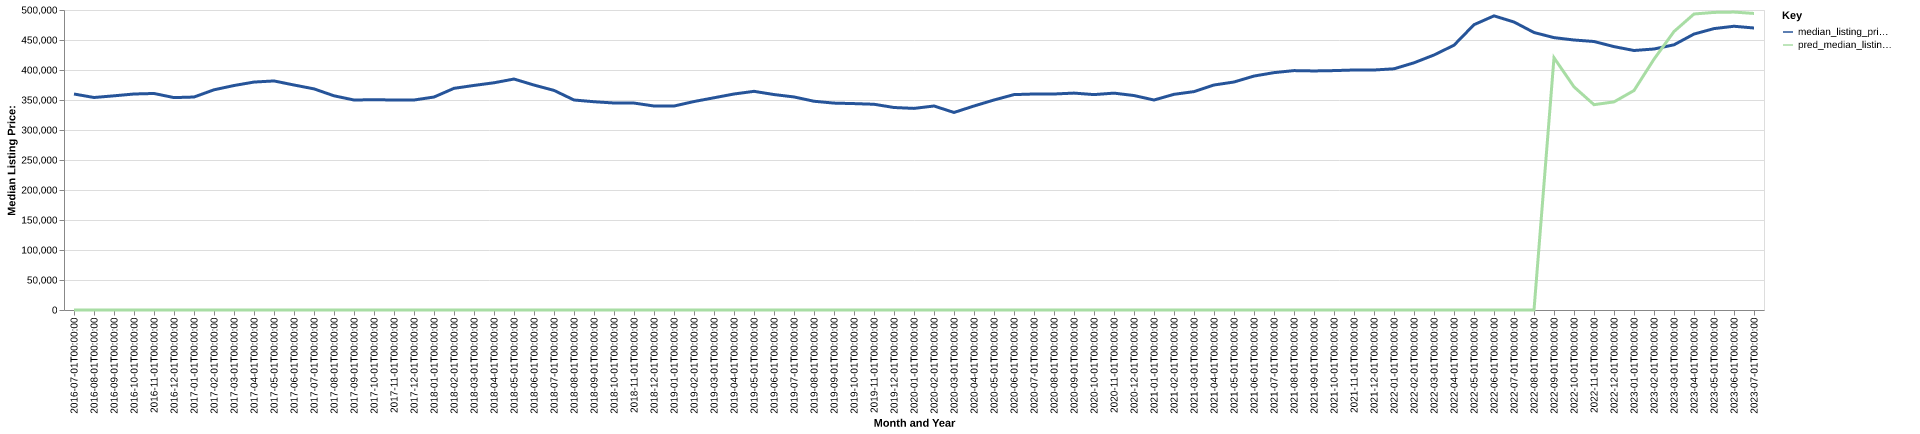 500,000
450,000
400,000
350,000
300,000
250,000
200,000
150,000
100,000
50,000
0
Median Listing Price:
2016-07-01T00:00:00
2016-08-01T00:00:00
2016-09-01T00:00:00
2016-10-01T00:00:00
2016-11-01T00:00:00
2016-12-01T00:00:00
2017-01-01T00:00:00
2017-02-01T00:00:00
2017-03-01T00:00:00
2017-04-01T00:00:00
2017-05-01T00:00:00
2017-06-01T00:00:00
2017-07-01T00:00:00
2017-08-01T00:00:00
2017-09-01T00:00:00
2017-10-01T00:00:00
2017-11-01T00:00:00
2017-12-01T00:00:00
2018-01-01T00:00:00
2018-02-01T00:00:00
2018-03-01T00:00:00
2018-04-01T00:00:00
2018-05-01T00:00:00
2018-06-01T00:00:00
2018-07-01T00:00:00
2018-08-01T00:00:00
2018-09-01T00:00:00
2018-10-01T00:00:00
2018-11-01T00:00:00
2018-12-01T00:00:00
2019-01-01T00:00:00
2019-02-01T00:00:00
2019-03-01T00:00:00
2019-04-01T00:00:00
2019-05-01T00:00:00
2019-06-01T00:00:00
2019-07-01T00:00:00
2019-08-01T00:00:00
2019-09-01T00:00:00
2019-10-01T00:00:00
2019-11-01T00:00:00
2019-12-01T00:00:00
2020-01-01T00:00:00
2020-02-01T00:00:00
2020-03-01T00:00:00
2020-04-01T00:00:00
2020-05-01T00:00:00
2020-06-01T00:00:00
2020-07-01T00:00:00
2020-08-01T00:00:00
2020-09-01T00:00:00
2020-10-01T00:00:00
2020-11-01T00:00:00
2020-12-01T00:00:00
2021-01-01T00:00:00
2021-02-01T00:00:00
2021-03-01T00:00:00
2021-04-01T00:00:00
2021-05-01T00:00:00
2021-06-01T00:00:00
2021-07-01T00:00:00
2021-08-01T00:00:00
2021-09-01T00:00:00
2021-10-01T00:00:00
2021-11-01T00:00:00
2021-12-01T00:00:00
2022-01-01T00:00:00
2022-02-01T00:00:00
2022-03-01T00:00:00
2022-04-01T00:00:00
2022-05-01T00:00:00
2022-06-01T00:00:00
2022-07-01T00:00:00
2022-08-01T00:00:00
2022-09-01T00:00:00
2022-10-01T00:00:00
2022-11-01T00:00:00
2022-12-01T00:00:00
2023-01-01T00:00:00
2023-02-01T00:00:00
2023-03-01T00:00:00
2023-04-01T00:00:00
2023-05-01T00:00:00
2023-06-01T00:00:00
2023-07-01T00:00:00
Month and Year
Key
median_listing_pri…
pred_median_listin…